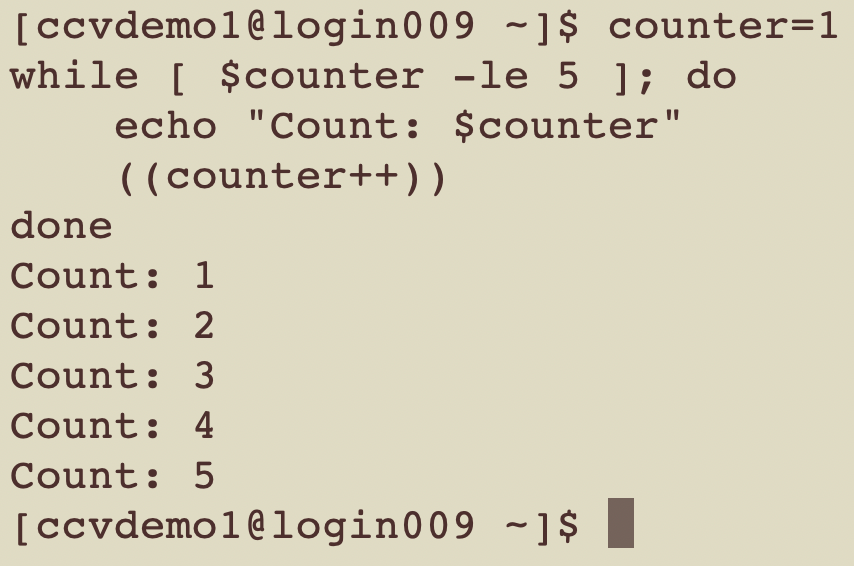 [ccvdemo1@login009 ~]$ counter=1
while [ $counter -le 5 ]; do
    echo "Count: $counter"
    ((counter++))
done
Count: 1
Count: 2
Count: 3
Count: 4
Count: 5
[ccvdemo1@login009 ~]$